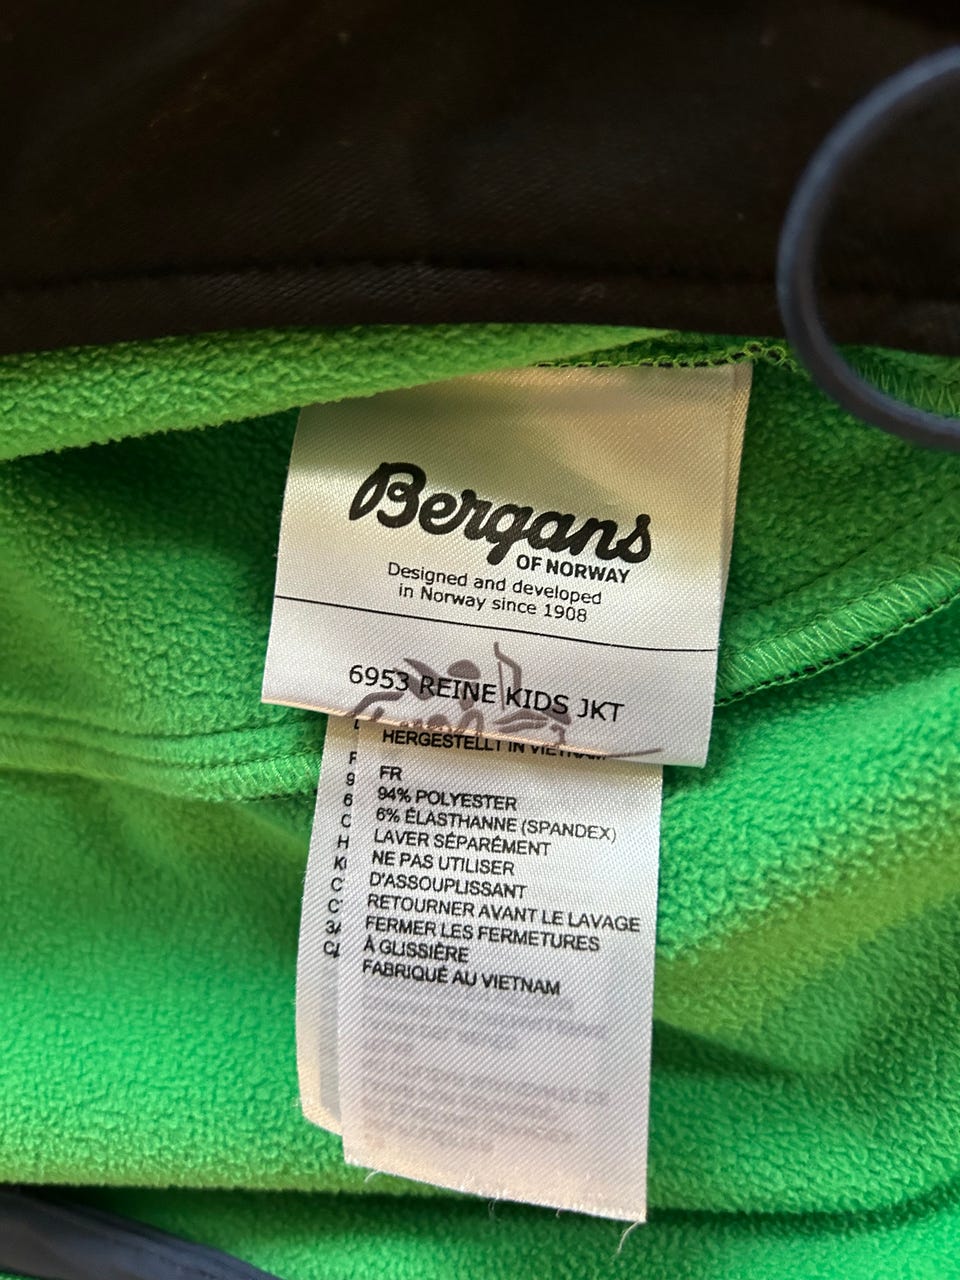 Bergans
OF NORWAY
Designed and developed
in Norway since 1908
6953 REINE KIDS JKT
HERGESTELLT IN VIETNAM
FR
94% POLYESTER
6% ÉLASTHANNE (SPANDEX)
LAVER SÉPARÉMENT
NE PAS UTILISER
D'ASSOUPLISSANT
RETOURNER AVANT LE LAVAGE
FERMER LES FERMETURES
À GLISSIÈRE
FABRIQUÉ AU VIETNAM